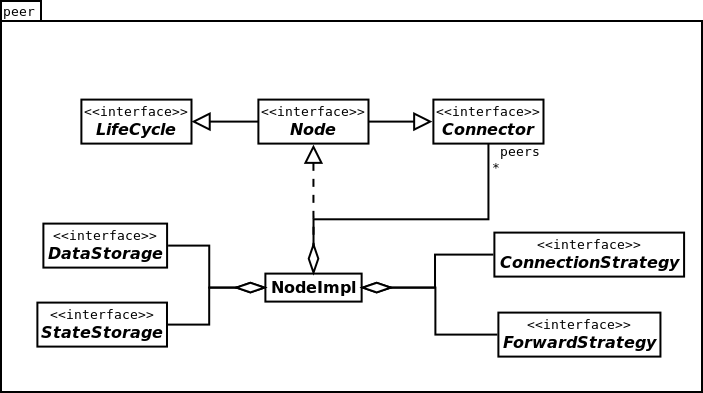 peer
<<interface>>
LifeCycle
<<interface>>
Node
<<interface>>
Connector
peers
*
<<interface>>
DataStorage
<<interface>>
StateStorage
NodeImpl
<<interface>>
ConnectionStrategy
<<interface>>
ForwardStrategy